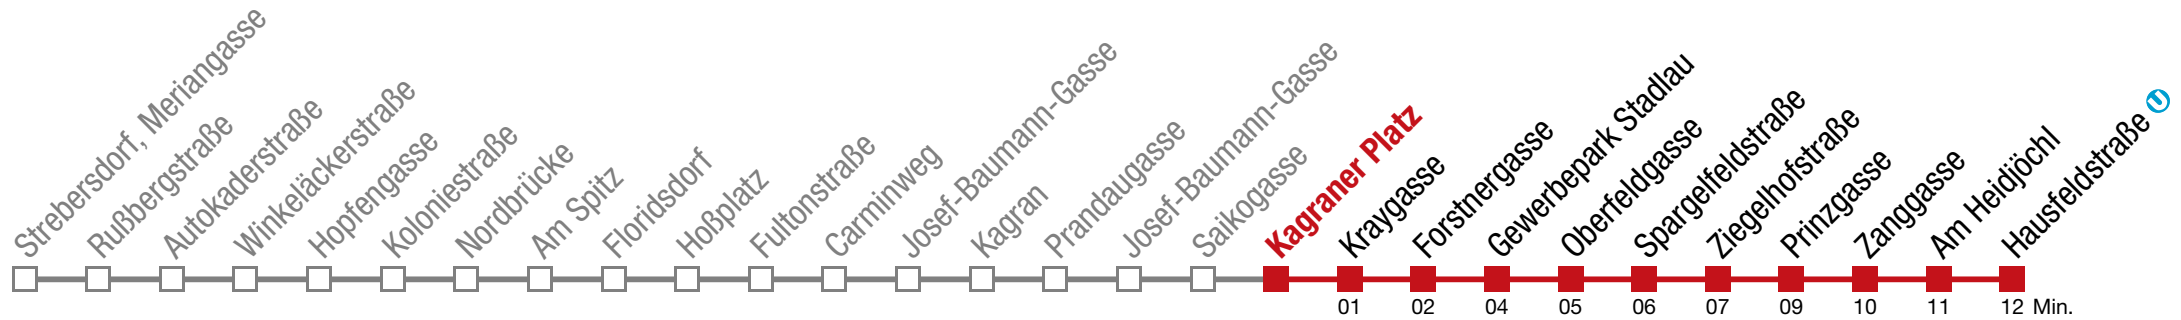 Strebersdorf, Meriangasse
Rußbergstraße
Autokaderstraße
Winkeläckerstraße
Hopfengasse
Koloniestraße
Nordbrücke
Am Spitz
Floridsdorf
Hoßplatz
Fultonstraße
Carminweg
Josef-Baumann-Gasse
Kagran
Prandaugasse
Josef-Baumann-Gasse
Saikogasse
Kagraner Platz
Kraygasse
Forstnergasse
Gewerbepark Stadlau
Oberfeldgasse
Spargelfeldstraße
Ziegelhofstraße
Prinzgasse
Zanggasse
Am Heidjöchl
Hausfeldstraße U
01 02 04 05 06 07 09 10 11 12 Min.